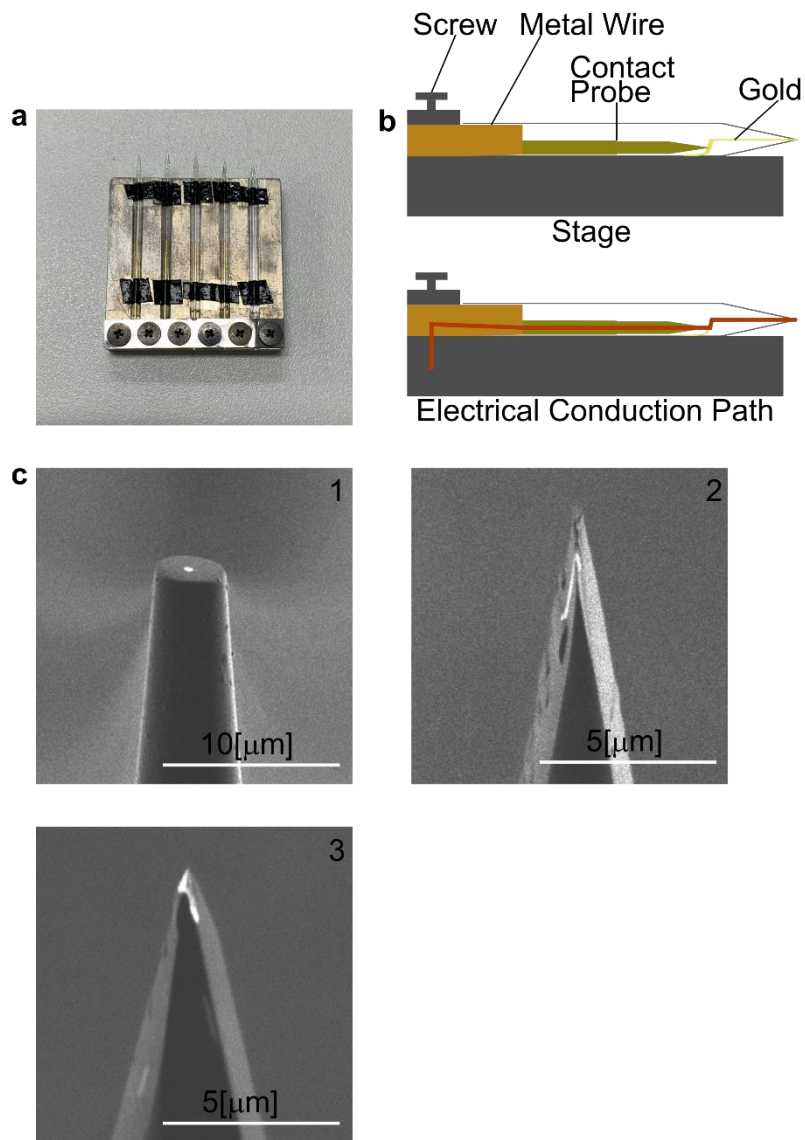 Screw
Metal Wire
Contact
Probe
Gold
a
b
Stage
Electrical Conduction Path
c
1
10[μm]
2
5[μm]
3
5[μm]